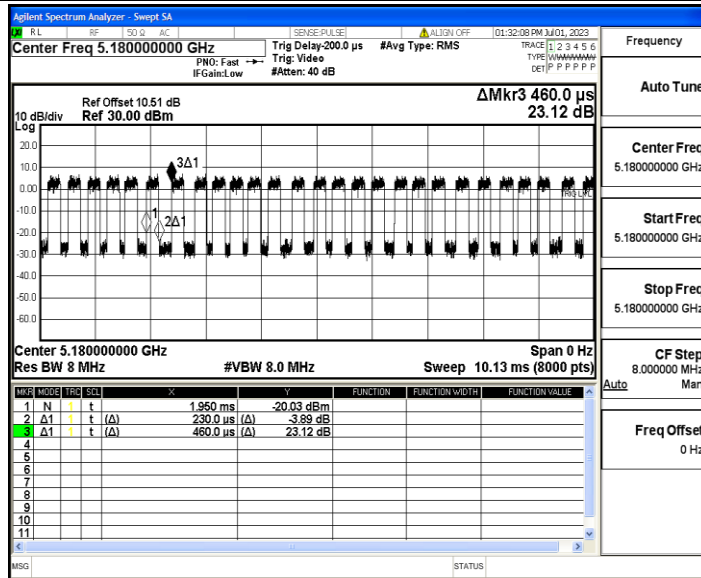 Agilent Spectrum Analyzer - Swept SA
RL RF 50 Ω AC SENSE:PULSE ALIGN OFF 01:32:08 PM Jul 01, 2023
Center Freq 5.180000000 GHz Trig Delay-200.0 µs #Avg Type: RMS TRACE 1 2 3 4 5 6
PNO: Fast Trig: Video TYPE WWWWWW
IFGain:Low #Atten: 40 dB DET P P P P P P
Ref Offset 10.51 dB ΔMkr3 460.0 µs
10 dB/div Ref 30.00 dBm 23.12 dB
Log
20.0
10.0
0.00
-10.0
-20.0
-30.0
-40.0
-50.0
-60.0
3Δ1
1
2Δ1
TRIG LVL
Center 5.180000000 GHz Span 0 Hz
Res BW 8 MHz #VBW 8.0 MHz Sweep 10.13 ms (8000 pts)
MKR MODE TRC SCL X Y FUNCTION FUNCTION WIDTH FUNCTION VALUE
1 N 1 t 1.950 ms -20.03 dBm
2 Δ1 1 t (Δ) 230.0 µs (Δ) -3.89 dB
3 Δ1 1 t (Δ) 460.0 µs (Δ) 23.12 dB
4
5
6
7
8
9
10
11
MSG STATUS
Frequency
Auto Tune
Center Freq
5.180000000 GHz
Start Freq
5.180000000 GHz
Stop Freq
5.180000000 GHz
CF Step
8.000000 MHz
Auto Man
Freq Offset
0 Hz